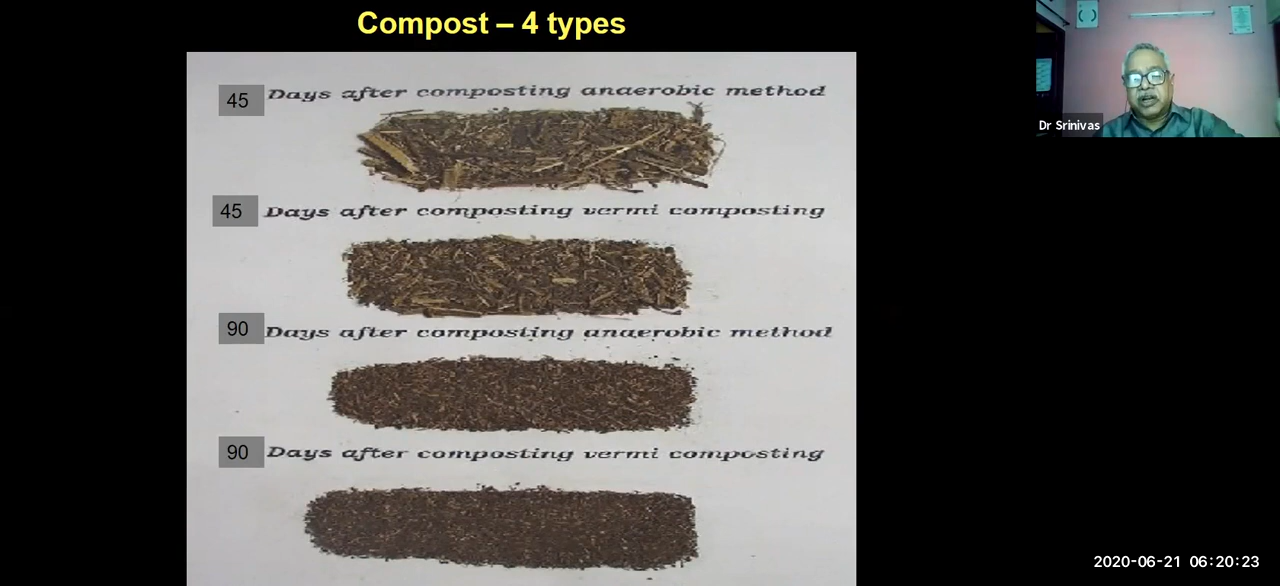 Compost – 4 types
45 Days after composting anaerobic method
Dr Srinivas
45 Days after composting vermi composting
90 Days after composting anaerobic method
90 Days after composting vermi composting
2020-06-21 06:20:23